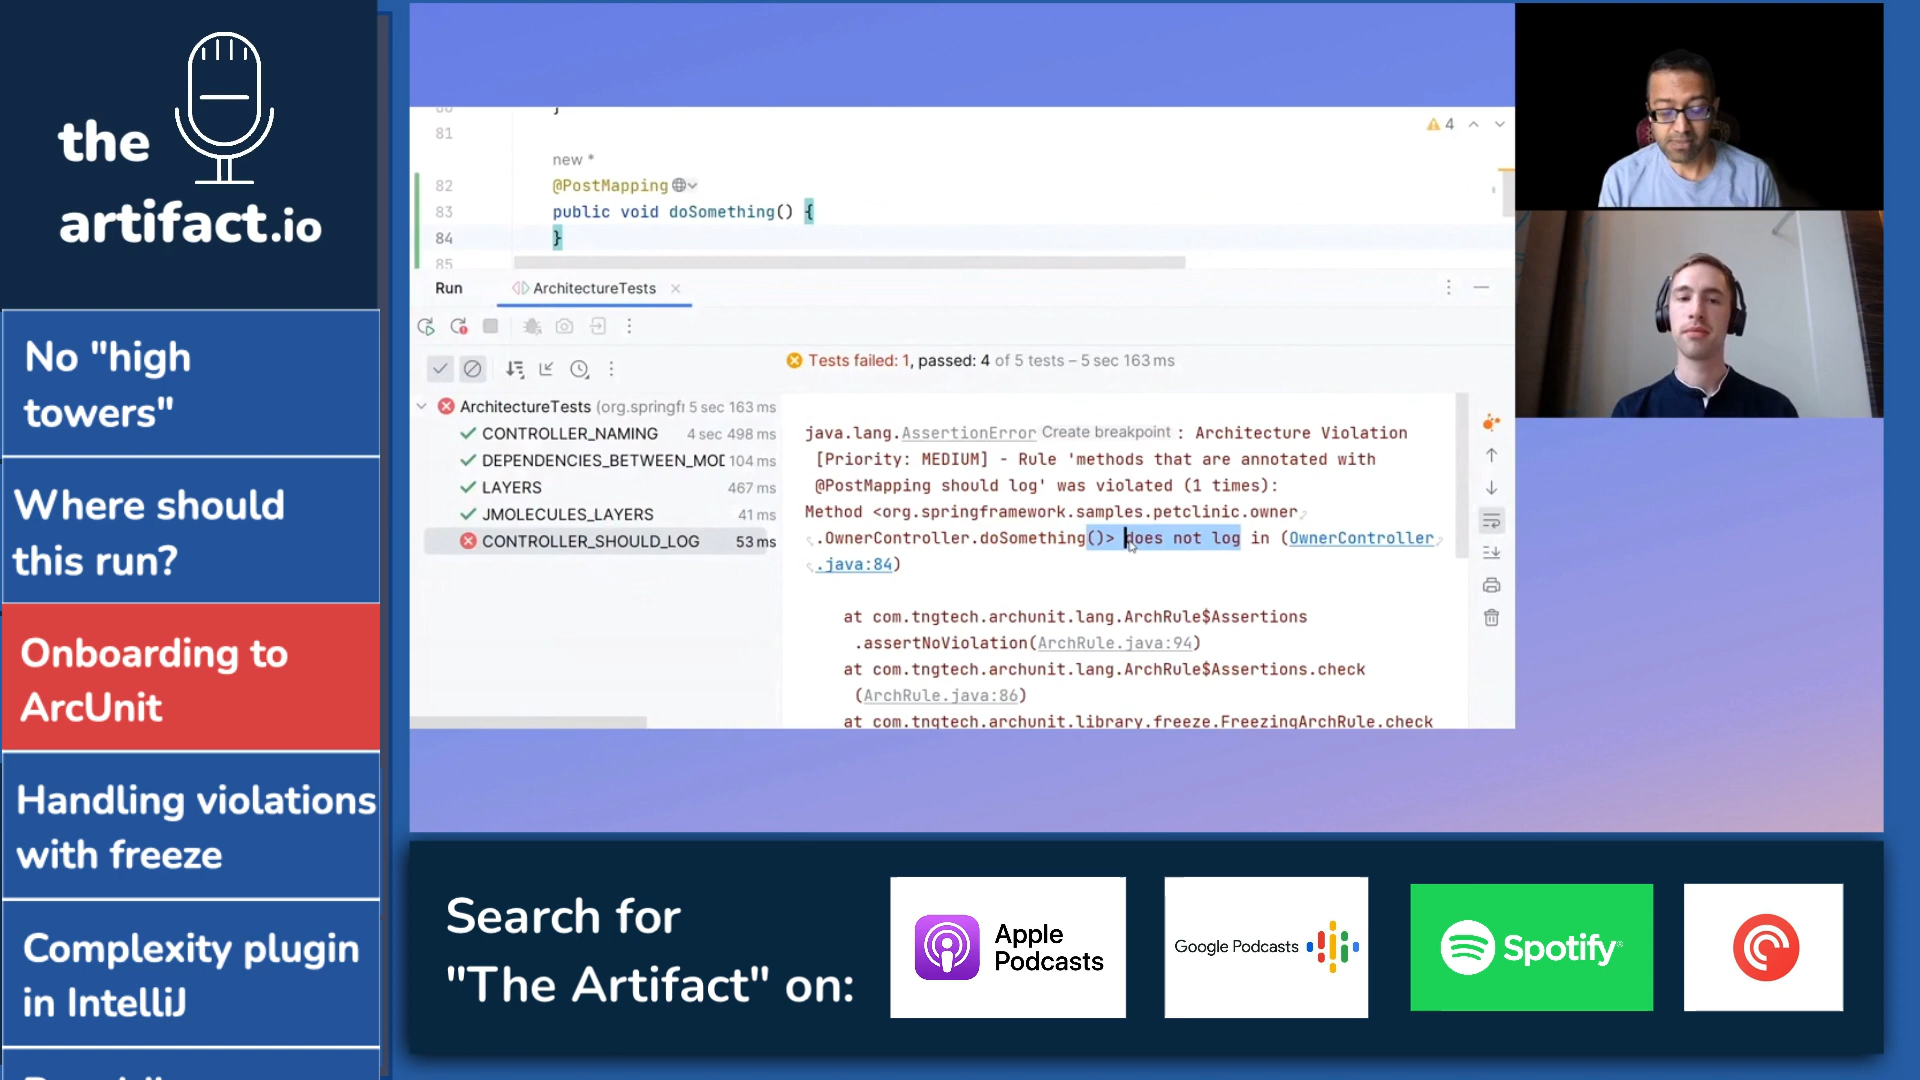 the
artifact.io
No "high
towers"
Where should
this run?
Onboarding to
ArcUnit
Handling violations
with freeze
Complexity plugin
in IntelliJ
81
4
new *
82 @PostMapping
83 public void doSomething() {
84 }
85
Run ArchitectureTests
Tests failed: 1, passed: 4 of 5 tests – 5 sec 163 ms
ArchitectureTests (org.springfr 5 sec 163 ms
CONTROLLER_NAMING 4 sec 498 ms
DEPENDENCIES_BETWEEN_MOD 104 ms
LAYERS 467 ms
JMOLECULES_LAYERS 41 ms
CONTROLLER_SHOULD_LOG 53 ms
java.lang.AssertionError Create breakpoint : Architecture Violation
[Priority: MEDIUM] - Rule 'methods that are annotated with
@PostMapping should log' was violated (1 times):
Method <org.springframework.samples.petclinic.owner
.OwnerController.doSomething()> does not log in (OwnerController
.java:84)
at com.tngtech.archunit.lang.ArchRule$Assertions
.assertNoViolation(ArchRule.java:94)
at com.tngtech.archunit.lang.ArchRule$Assertions.check
(ArchRule.java:86)
at com.tngtech.archunit.library.freeze.FreezingArchRule.check
Search for
"The Artifact" on:
Apple
Podcasts
Google Podcasts
Spotify